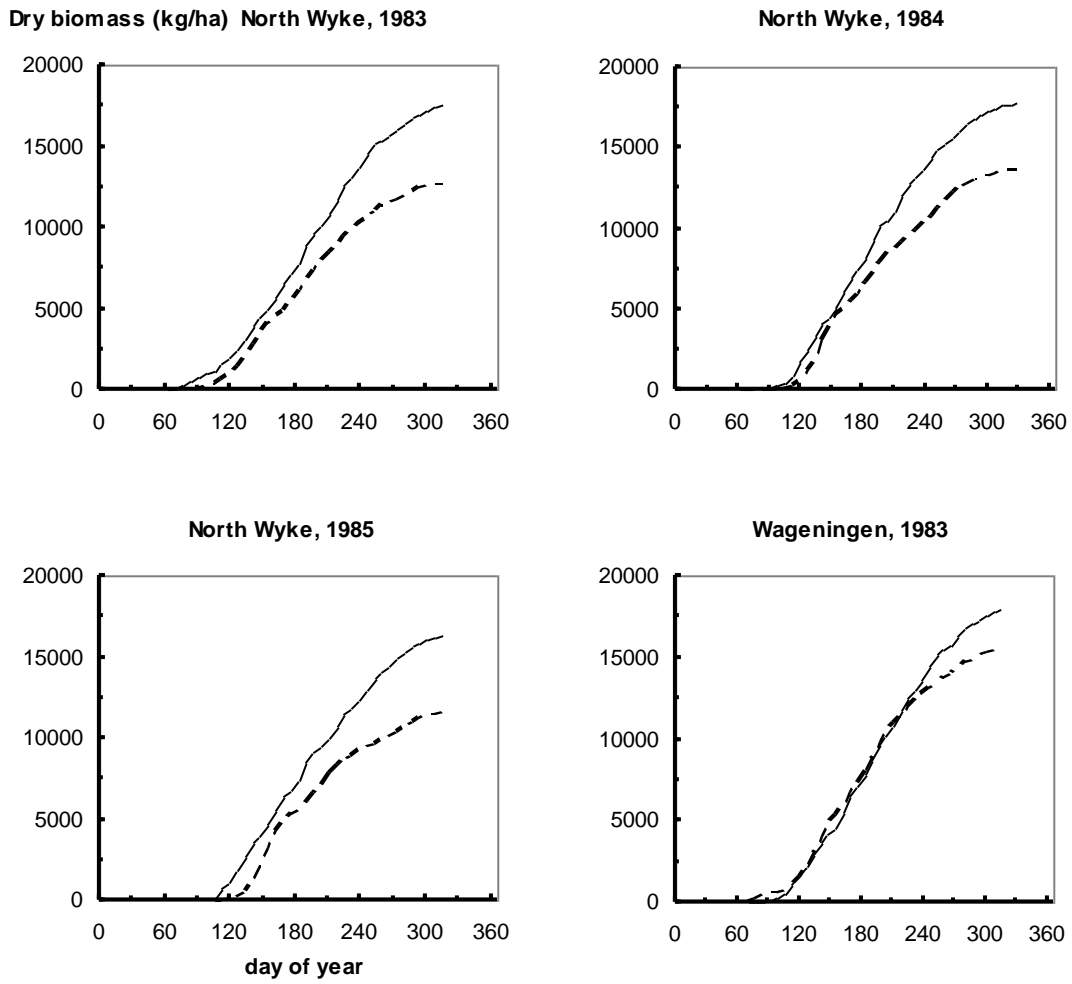 Dry biomass (kg/ha) North Wyke, 1983
20000
15000
10000
5000
0
0 60 120 180 240 300 360
North Wyke, 1984
20000
15000
10000
5000
0
0 60 120 180 240 300 360
North Wyke, 1985
20000
15000
10000
5000
0
0 60 120 180 240 300 360
day of year
Wageningen, 1983
20000
15000
10000
5000
0
0 60 120 180 240 300 360